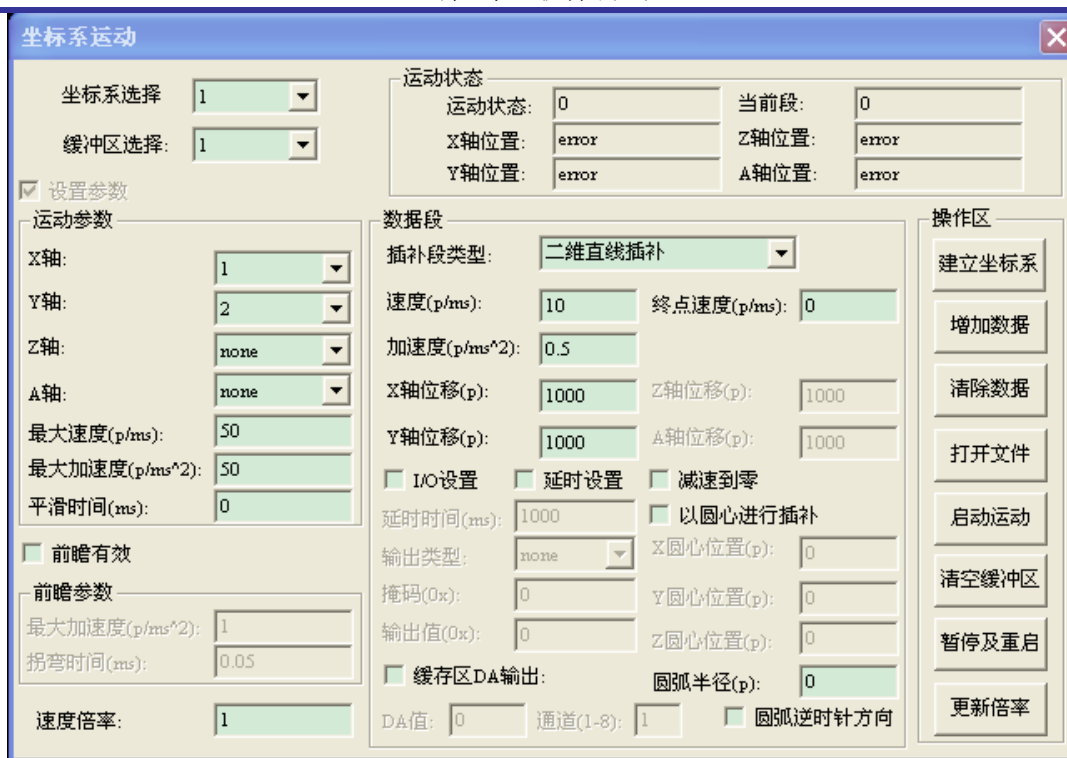 坐标系运动
坐标系选择 1
缓冲区选择: 1
设置参数
运动状态
运动状态: 0 当前段: 0
X轴位置: error Z轴位置: error
Y轴位置: error A轴位置: error
运动参数
X轴: 1
Y轴: 2
Z轴: none
A轴: none
最大速度(p/ms): 50
最大加速度(p/ms^2): 50
平滑时间(ms): 0
前瞻有效
前瞻参数
最大加速度(p/ms^2): 1
拐弯时间(ms): 0.05
速度倍率: 1
数据段
插补段类型: 二维直线插补
速度(p/ms): 10 终点速度(p/ms): 0
加速度(p/ms^2): 0.5
X轴位移(p): 1000 Z轴位移(p): 1000
Y轴位移(p): 1000 A轴位移(p): 1000
I/O设置 延时设置 减速到零
延时时间(ms): 1000 以圆心进行插补
输出类型: none X圆心位置(p): 0
掩码(0x): 0 Y圆心位置(p): 0
输出值(0x): 0 Z圆心位置(p): 0
缓存区DA输出: 圆弧半径(p): 0
DA值: 0 通道(1-8): 1 圆弧逆时针方向
操作区
建立坐标系
增加数据
清除数据
打开文件
启动运动
清空缓冲区
暂停及重启
更新倍率